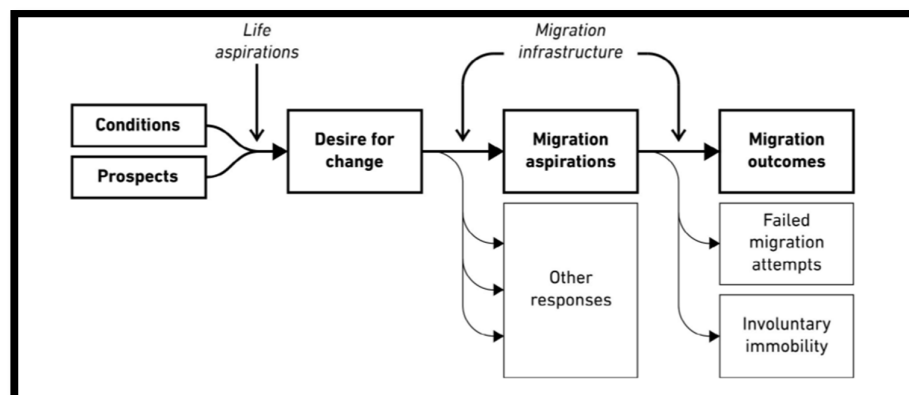 Life
aspirations
Migration
infrastructure
Conditions
Prospects
Desire for
change
Migration
aspirations
Migration
outcomes
Other
responses
Failed
migration
attempts
Involuntary
immobility